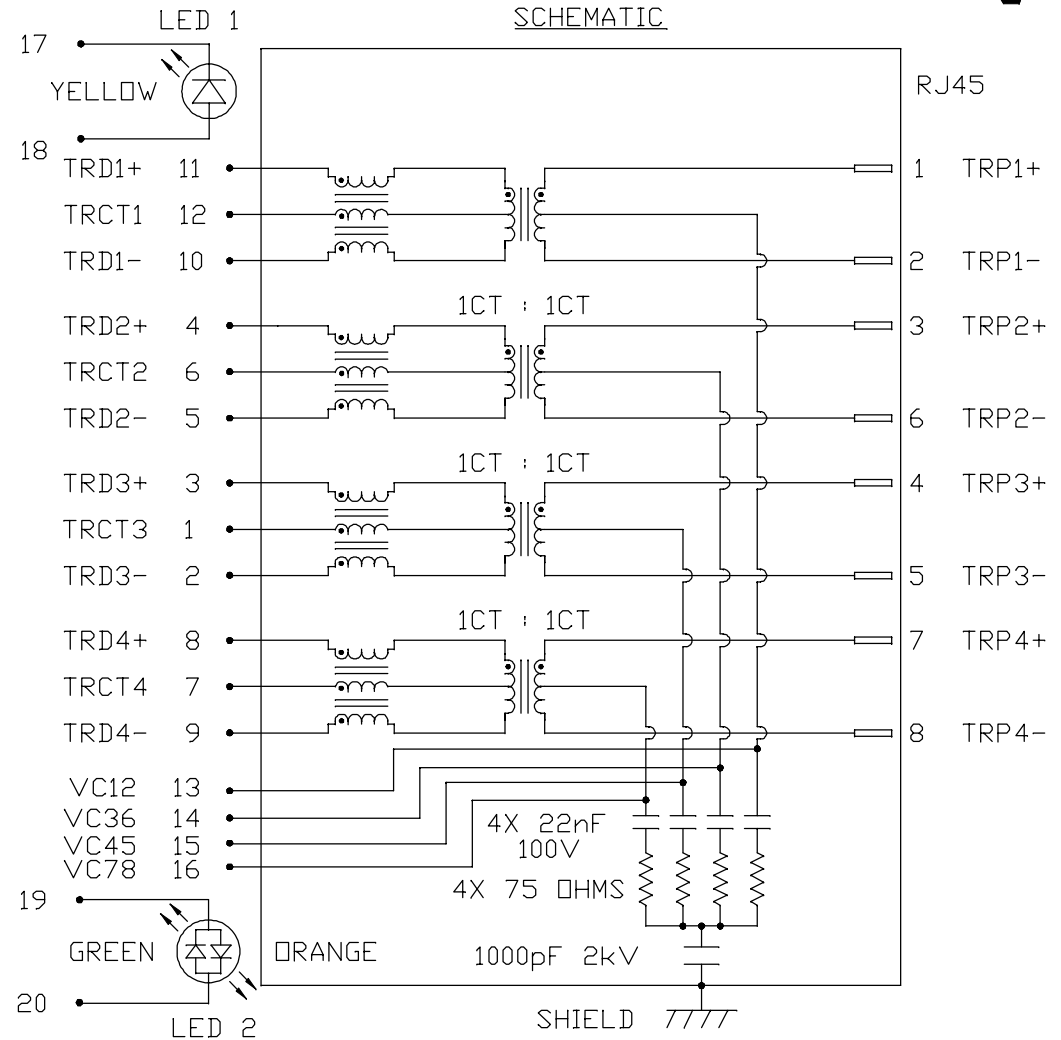 SCHEMATIC
LED 1
17
YELLOW
18
RJ45
TRD1+ 11 1 TRP1+
TRCT1 12
TRD1- 10 2 TRP1-
1CT : 1CT
TRD2+ 4 3 TRP2+
TRCT2 6
TRD2- 5 6 TRP2-
1CT : 1CT
TRD3+ 3 4 TRP3+
TRCT3 1
TRD3- 2 5 TRP3-
1CT : 1CT
TRD4+ 8 7 TRP4+
TRCT4 7
TRD4- 9 8 TRP4-
VC12 13
VC36 14
VC45 15
VC78 16
4X 22nF
100V
4X 75 OHMS
19
GREEN
ORANGE
1000pF 2kV
20
LED 2
SHIELD